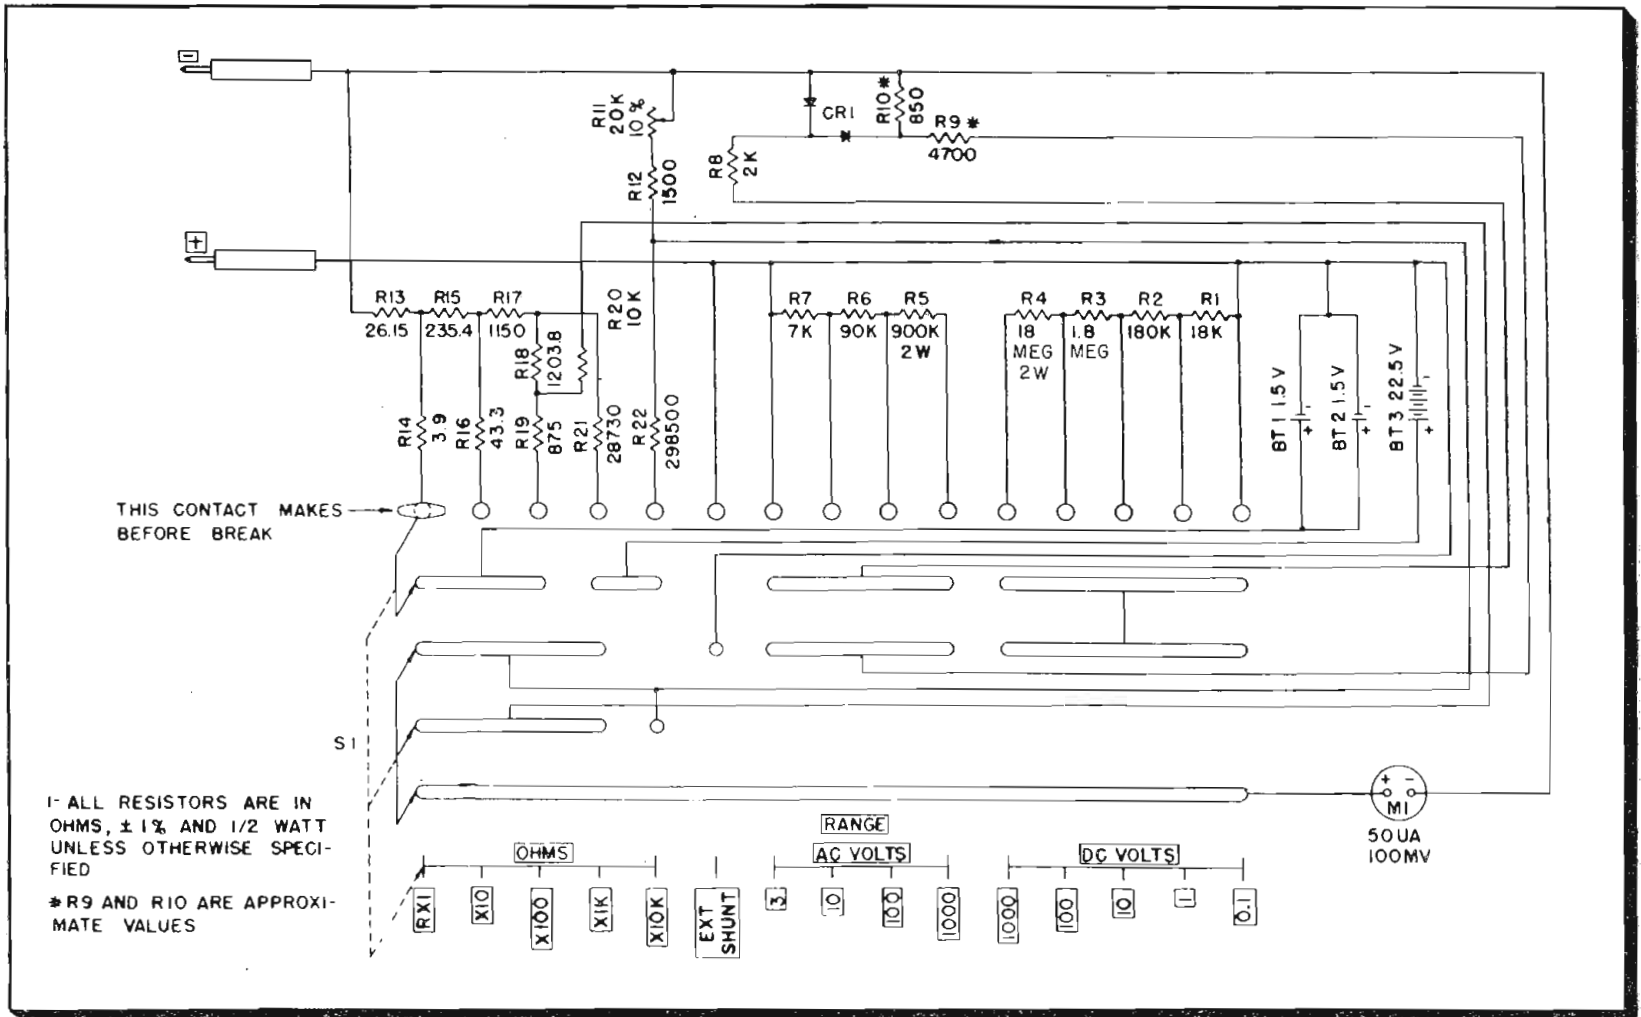 −
+
R11
20K
10%
R12
1500
CR1
R10*
850
R9*
4700
R8
2K
R13
26.15
R15
235.4
R17
1150
R18
1203.8
R20
10K
R7
7K
R6
90K
R5
900K
2W
R4
18
MEG
2W
R3
1.8
MEG
R2
180K
R1
18K
BT1 1.5V
BT2 1.5V
BT3 22.5V
-
+
-
+
-
+
R14
3.9
R16
43.3
R19
875
R21
28730
R22
298500
THIS CONTACT MAKES
BEFORE BREAK
S1
+ -
M1
50UA
100MV
1- ALL RESISTORS ARE IN
OHMS, ±1% AND 1/2 WATT
UNLESS OTHERWISE SPECI-
FIED
*R9 AND R10 ARE APPROXI-
MATE VALUES
RANGE
OHMS
AC VOLTS
DC VOLTS
RX1
X10
X100
X1K
X10K
EXT
SHUNT
3
10
100
1000
1000
100
10
1
0.1